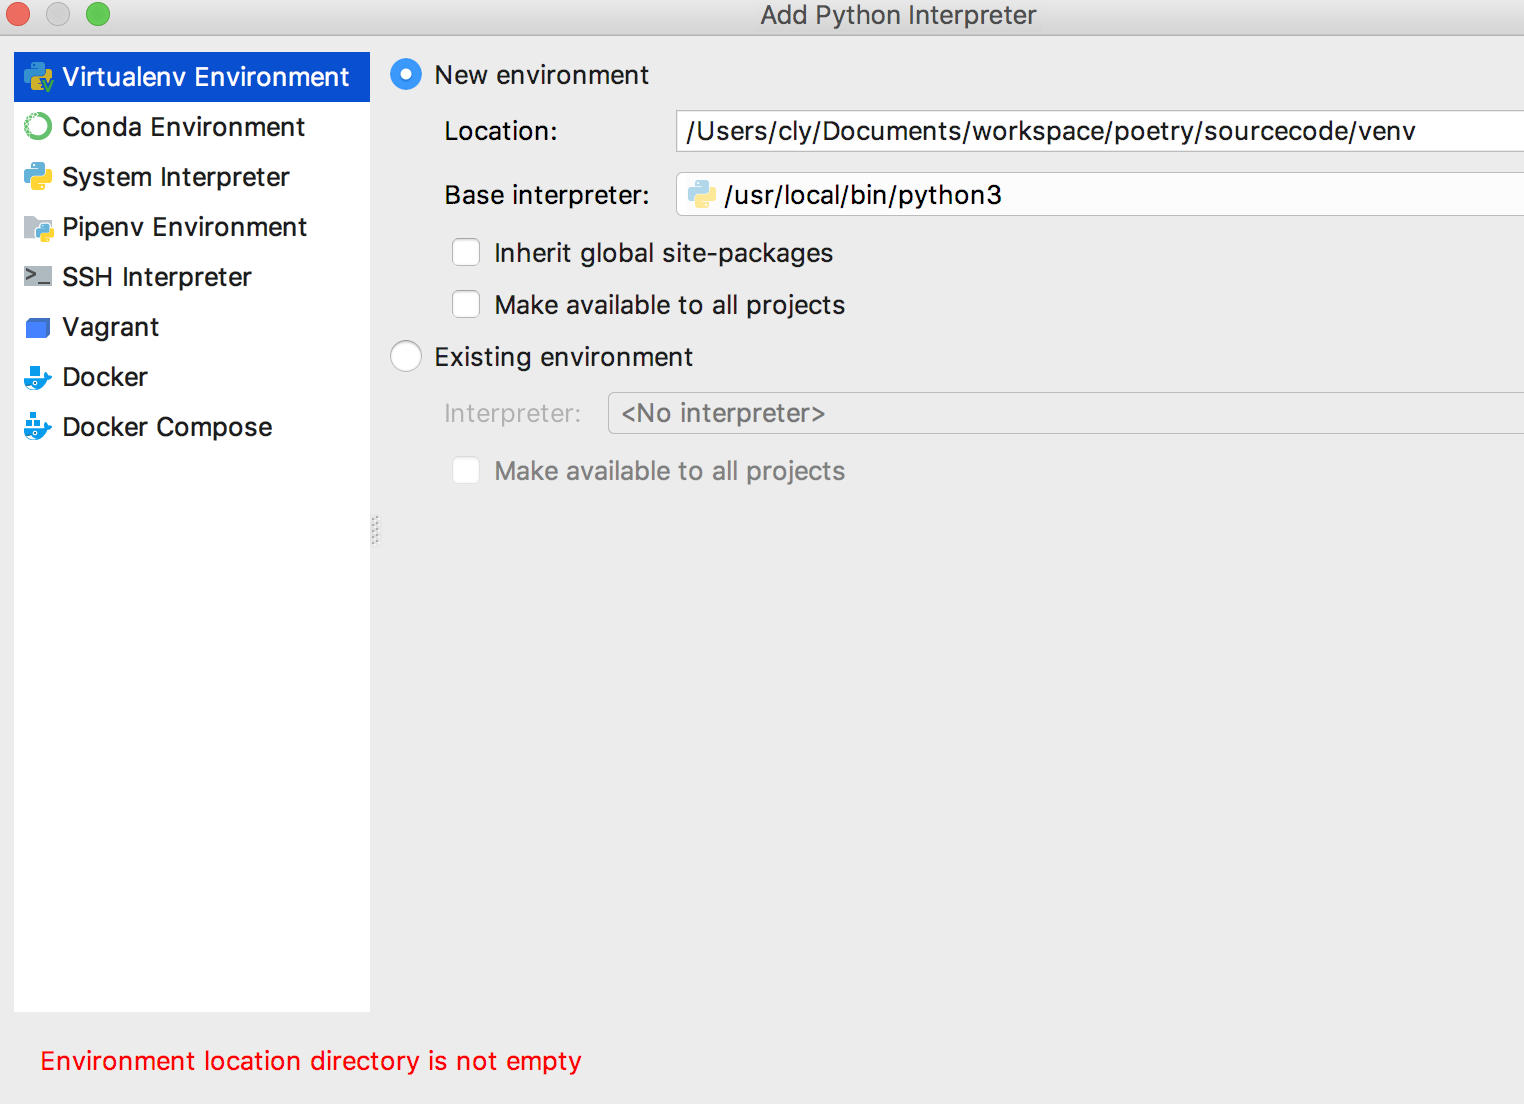 Add Python Interpreter
Virtualenv Environment
Conda Environment
System Interpreter
Pipenv Environment
SSH Interpreter
Vagrant
Docker
Docker Compose
New environment
Location: /Users/cly/Documents/workspace/poetry/sourcecode/venv
Base interpreter: /usr/local/bin/python3
Inherit global site-packages
Make available to all projects
Existing environment
Interpreter: <No interpreter>
Make available to all projects
Environment location directory is not empty